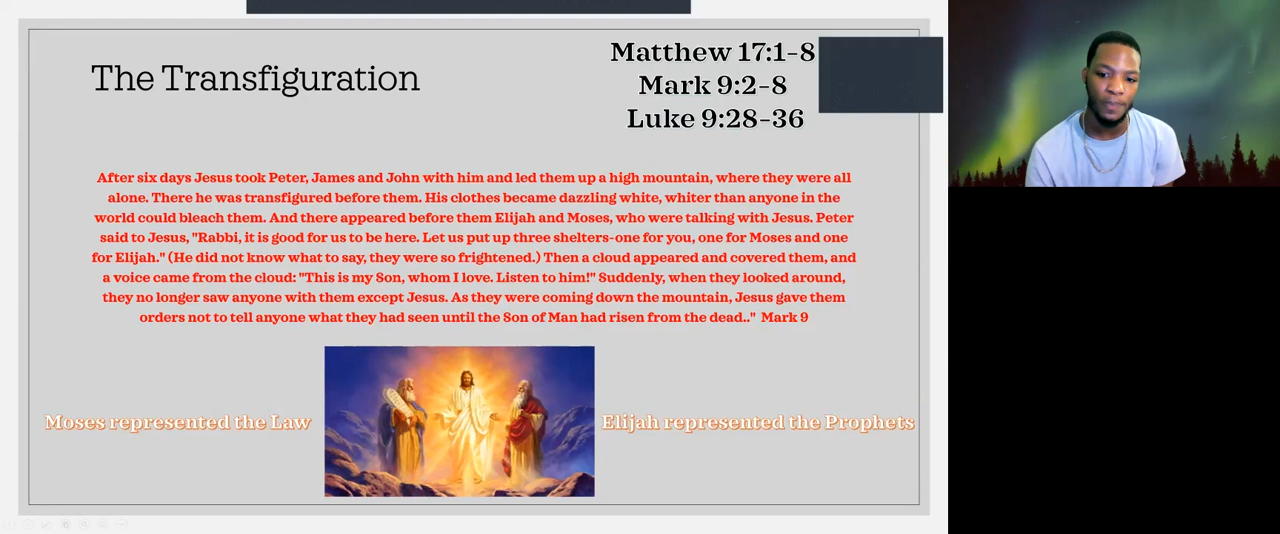 The Transfiguration
Matthew 17:1-8
Mark 9:2-8
Luke 9:28-36
After six days Jesus took Peter, James and John with him and led them up a high mountain, where they were all
alone. There he was transfigured before them. His clothes became dazzling white, whiter than anyone in the
world could bleach them. And there appeared before them Elijah and Moses, who were talking with Jesus. Peter
said to Jesus, "Rabbi, it is good for us to be here. Let us put up three shelters-one for you, one for Moses and one
for Elijah." (He did not know what to say, they were so frightened.) Then a cloud appeared and covered them, and
a voice came from the cloud: "This is my Son, whom I love. Listen to him!" Suddenly, when they looked around,
they no longer saw anyone with them except Jesus. As they were coming down the mountain, Jesus gave them
orders not to tell anyone what they had seen until the Son of Man had risen from the dead.." Mark 9
Moses represented the Law
Elijah represented the Prophets